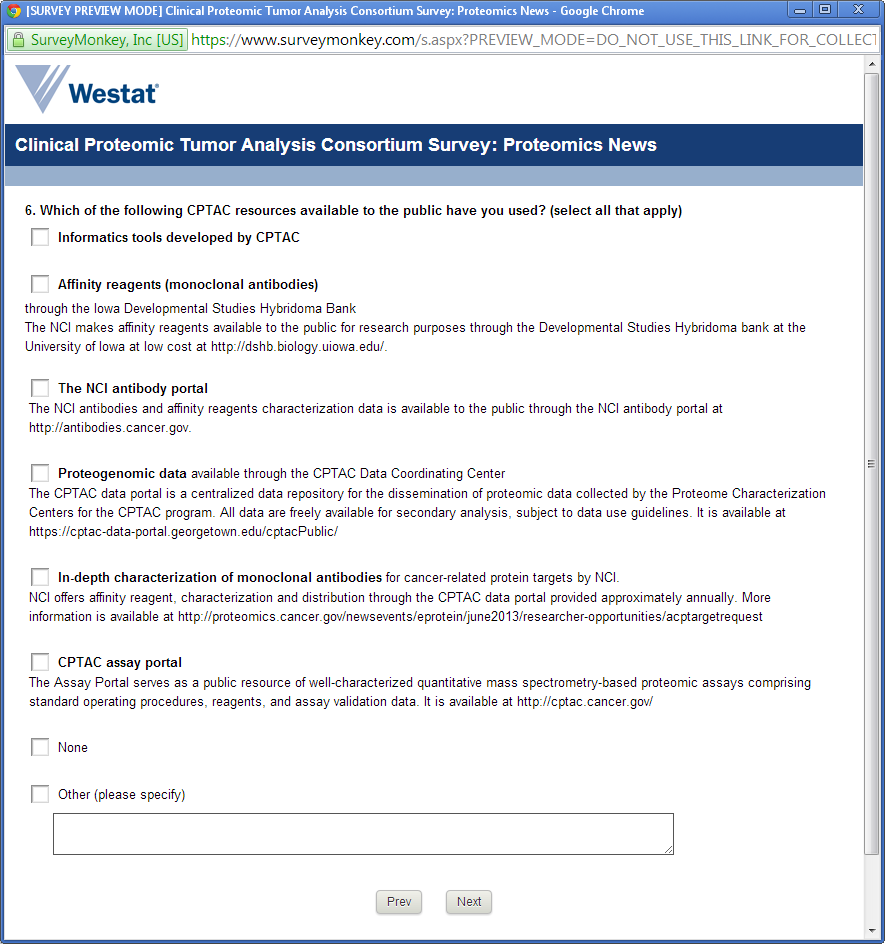 [SURVEY PREVIEW MODE] Clinical Proteomic Tumor Analysis Consortium Survey: Proteomics News - Google Chrome
SurveyMonkey, Inc [US] https://www.surveymonkey.com/s.aspx?PREVIEW_MODE=DO_NOT_USE_THIS_LINK_FOR_COLLECT
Westat®
Clinical Proteomic Tumor Analysis Consortium Survey: Proteomics News
6. Which of the following CPTAC resources available to the public have you used? (select all that apply)
Informatics tools developed by CPTAC
Affinity reagents (monoclonal antibodies)
through the Iowa Developmental Studies Hybridoma Bank
The NCI makes affinity reagents available to the public for research purposes through the Developmental Studies Hybridoma bank at the
University of Iowa at low cost at http://dshb.biology.uiowa.edu/.
The NCI antibody portal
The NCI antibodies and affinity reagents characterization data is available to the public through the NCI antibody portal at
http://antibodies.cancer.gov.
Proteogenomic data available through the CPTAC Data Coordinating Center
The CPTAC data portal is a centralized data repository for the dissemination of proteomic data collected by the Proteome Characterization
Centers for the CPTAC program. All data are freely available for secondary analysis, subject to data use guidelines. It is available at
https://cptac-data-portal.georgetown.edu/cptacPublic/
In-depth characterization of monoclonal antibodies for cancer-related protein targets by NCI.
NCI offers affinity reagent, characterization and distribution through the CPTAC data portal provided approximately annually. More
information is available at http://proteomics.cancer.gov/newsevents/eprotein/june2013/researcher-opportunities/acptargetrequest
CPTAC assay portal
The Assay Portal serves as a public resource of well-characterized quantitative mass spectrometry-based proteomic assays comprising
standard operating procedures, reagents, and assay validation data. It is available at http://cptac.cancer.gov/
None
Other (please specify)
Prev Next